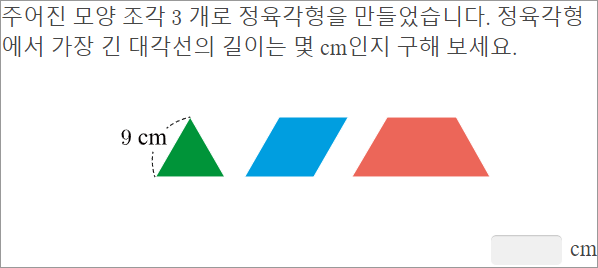 주어진 모양 조각 3 개로 정육각형을 만들었습니다. 정육각형
에서 가장 긴 대각선의 길이는 몇 cm인지 구해 보세요.
9 cm
cm